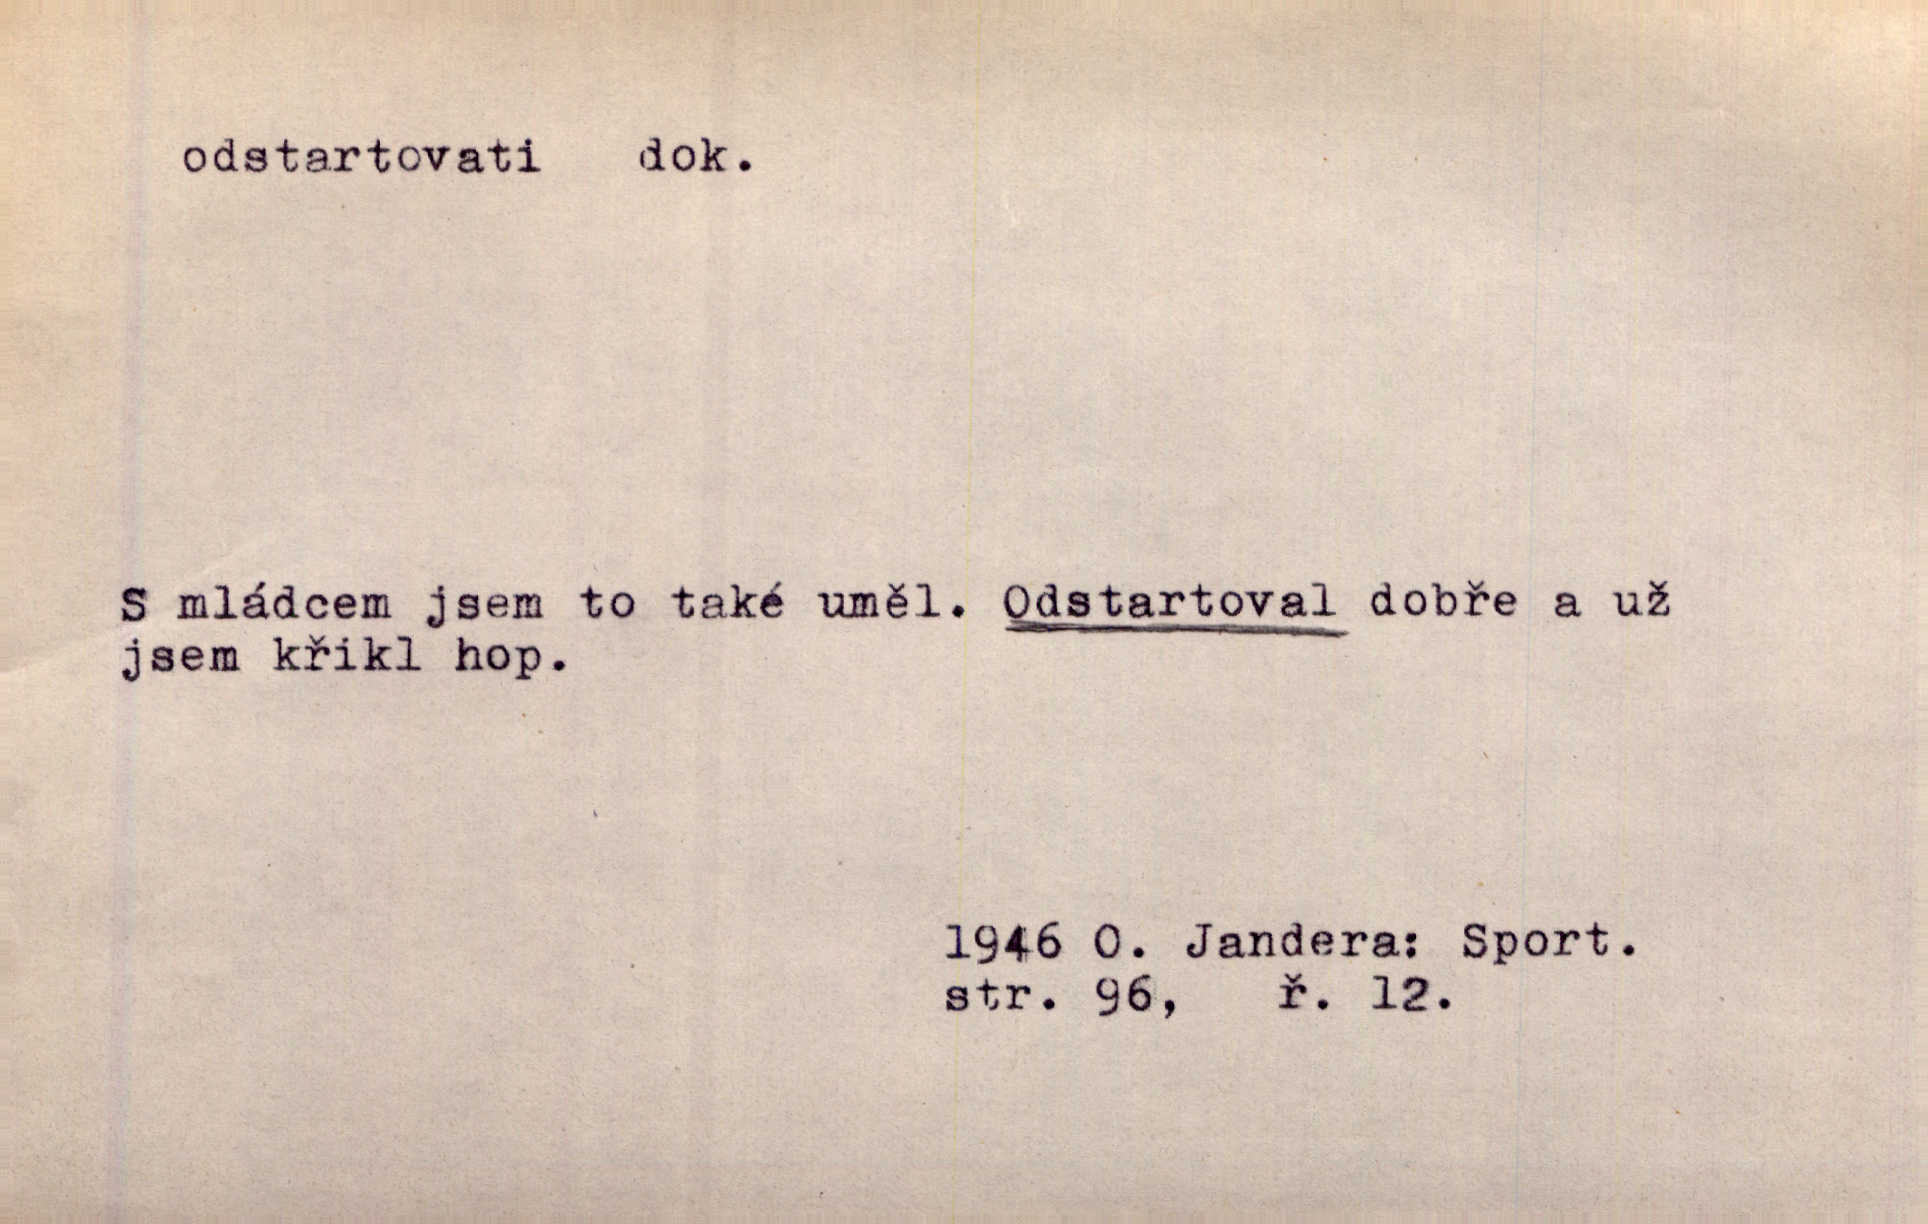 odstartovati dok.
S mládcem jsem to také uměl. Odstartoval dobře a už
jsem křikl hop.
1946 O. Jandera: Sport.
str. 96, ř. 12.